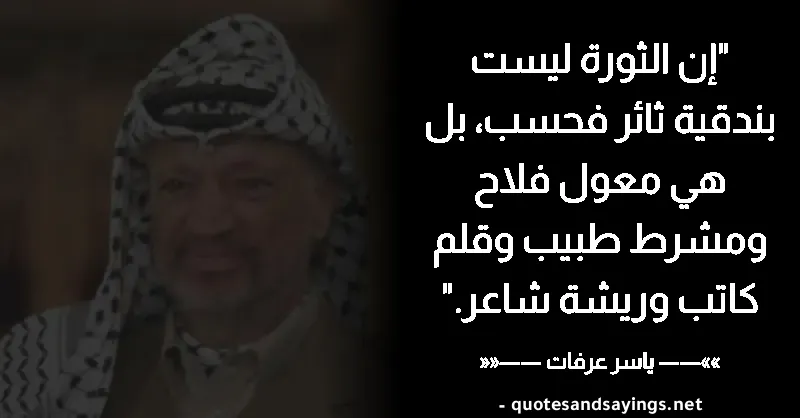 "إن الثورة ليست
بندقية ثائر فحسب، بل
هي معول فلاح
ومشرط طبيب وقلم
كاتب وريشة شاعر."
»»—— ياسر عرفات ——««
- quotesandsayings.net